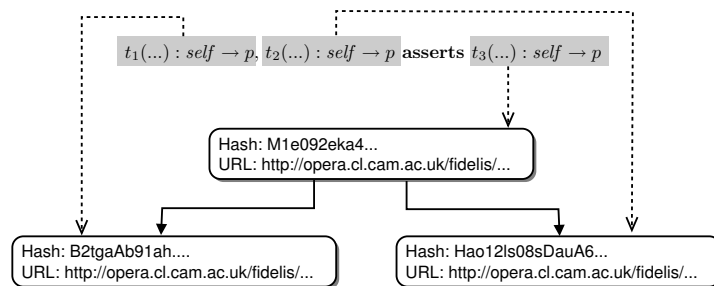 t₁(...) : self → p, t₂(...) : self → p asserts t₃(...) : self → p
Hash: M1e092eka4...
URL: http://opera.cl.cam.ac.uk/fidelis/...
Hash: B2tgaAb91ah....
URL: http://opera.cl.cam.ac.uk/fidelis/...
Hash: Hao12ls08sDauA6...
URL: http://opera.cl.cam.ac.uk/fidelis/...